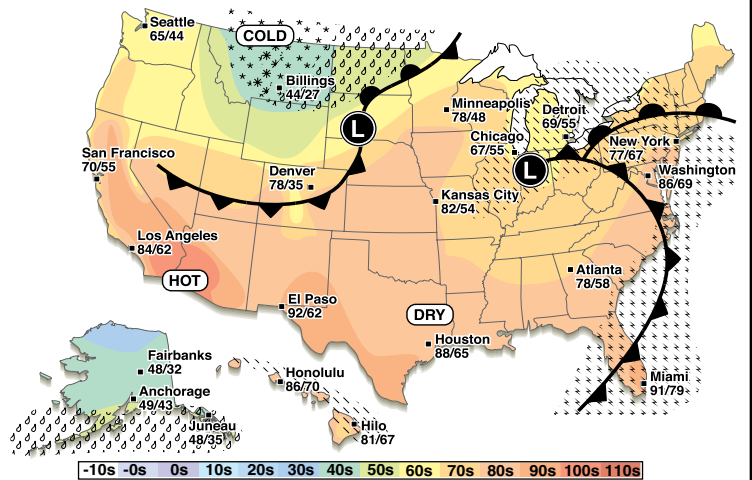 Seattle
65/44
COLD
Billings
44/27
Minneapolis
78/48
Detroit
69/55
L
Chicago
67/55
New York
77/67
San Francisco
70/55
Denver
78/35
L
Washington
86/69
Kansas City
82/54
Los Angeles
84/62
HOT
Atlanta
78/58
El Paso
92/62
DRY
Houston
88/65
Fairbanks
48/32
Honolulu
86/70
Miami
91/79
Anchorage
49/43
Juneau
48/35
Hilo
81/67
-10s -0s 0s 10s 20s 30s 40s 50s 60s 70s 80s 90s 100s 110s